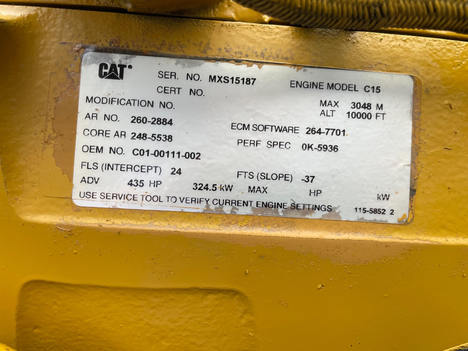 CAT SER. NO. MXS15187 ENGINE MODEL C15
CERT NO.
MODIFICATION NO. MAX 3048 M
ALT 10000 FT
AR NO. 260-2884 ECM SOFTWARE 264-7701
CORE AR 248-5538 PERF SPEC 0K-5936
OEM NO. C01-00111-002
FLS (INTERCEPT) 24 FTS (SLOPE) -37
ADV 435 HP 324.5 kW MAX HP kW
USE SERVICE TOOL TO VERIFY CURRENT ENGINE SETTINGS 115-5852 2